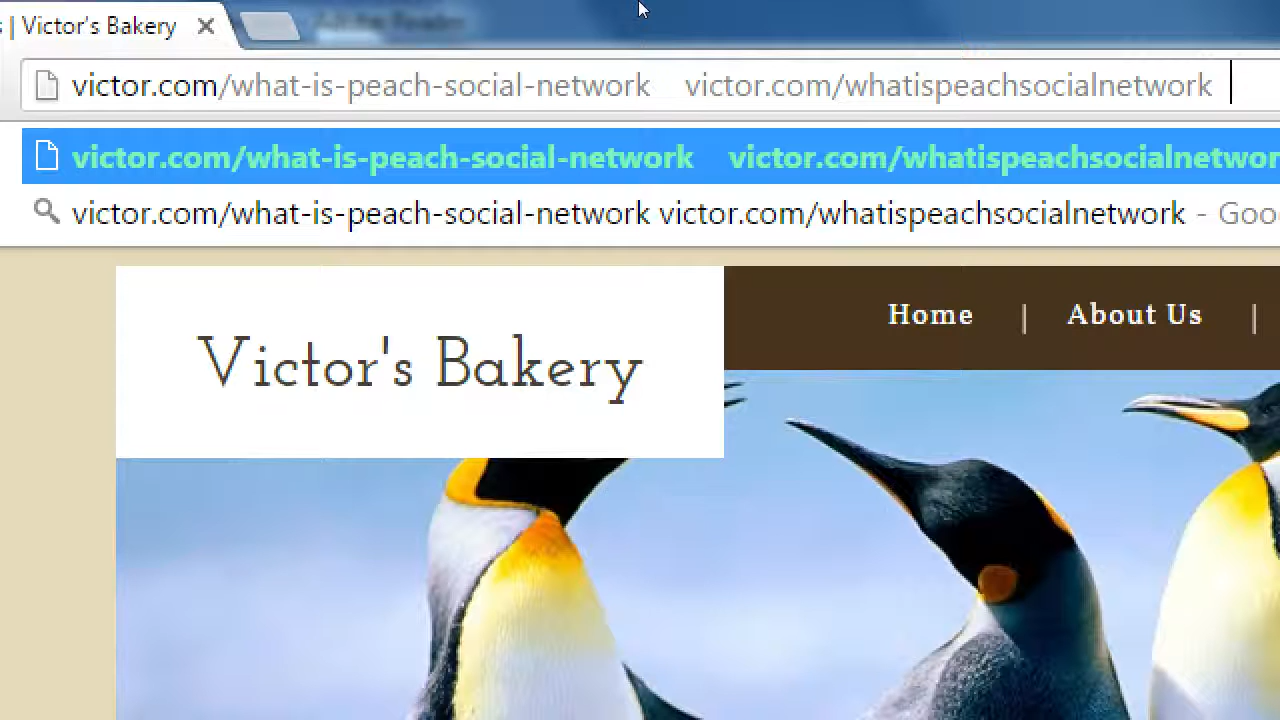 s | Victor's Bakery
victor.com/what-is-peach-social-network victor.com/whatispeachsocialnetwork
victor.com/what-is-peach-social-network victor.com/whatispeachsocialnetwor
victor.com/what-is-peach-social-network victor.com/whatispeachsocialnetwork - Goo
Home | About Us |
Victor's Bakery